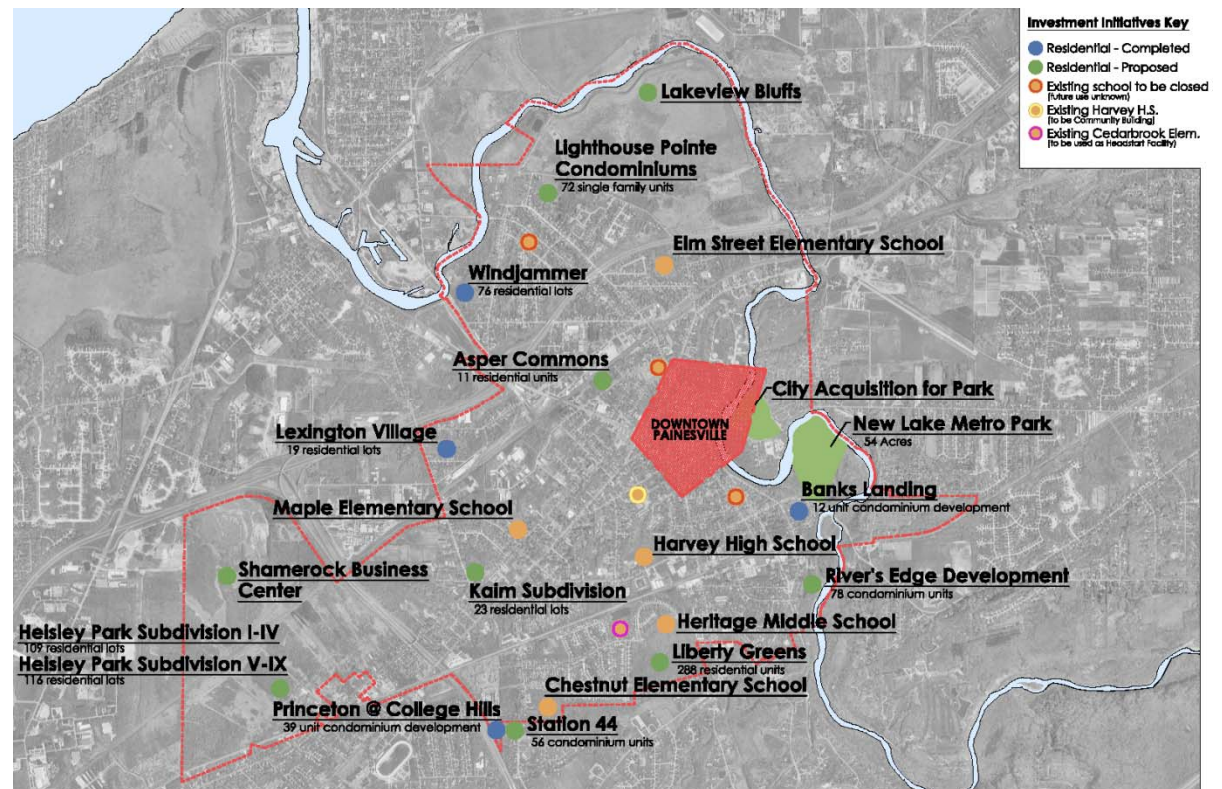 Investment Initiatives Key
Residential - Completed
Residential - Proposed
Existing school to be closed
(future use unknown)
Existing Harvey H.S.
(to be Community Building)
Existing Cedarbrook Elem.
(to be used as Headstart Facility)
Lakeview Bluffs
Lighthouse Pointe
Condominiums
72 single family units
Elm Street Elementary School
Windjammer
76 residential lots
Asper Commons
11 residential units
City Acquisition for Park
DOWNTOWN
PAINESVILLE
New Lake Metro Park
54 Acres
Lexington Village
19 residential lots
Banks Landing
12 unit condominium development
Maple Elementary School
Harvey High School
Shamerock Business
Center
Kaim Subdivision
23 residential lots
River's Edge Development
78 condominium units
Heritage Middle School
Helsley Park Subdivision I-IV
109 residential lots
Helsley Park Subdivision V-IX
116 residential lots
Liberty Greens
288 residential units
Chestnut Elementary School
Princeton @ College Hills
39 unit condominium development
Station 44
56 condominium units